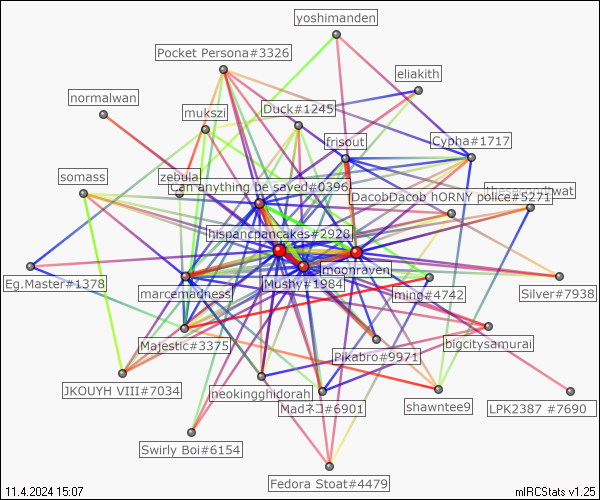 yoshimanden
Pocket Persona#3326
eliakith
normalwan
Duck#1245
mukszi
frisout
Cypha#1717
somass
zebula
Can anything be saved#0396
DacobDacob hORNY police#5271
hispancpancakes#2928
moonraven
Eg.Master#1378
Mushy#1984
marcemadness
ming#4742
Silver#7938
Majestic#3375
Pikabro#9971
bigcitysamurai
JKOUYH VIII#7034
neokingghidorah
Madネコ#6901
shawntee9
LPK2387 #7690
Swirly Boi#6154
Fedora Stoat#4479
11.4.2024 15:07
mIRCStats v1.25